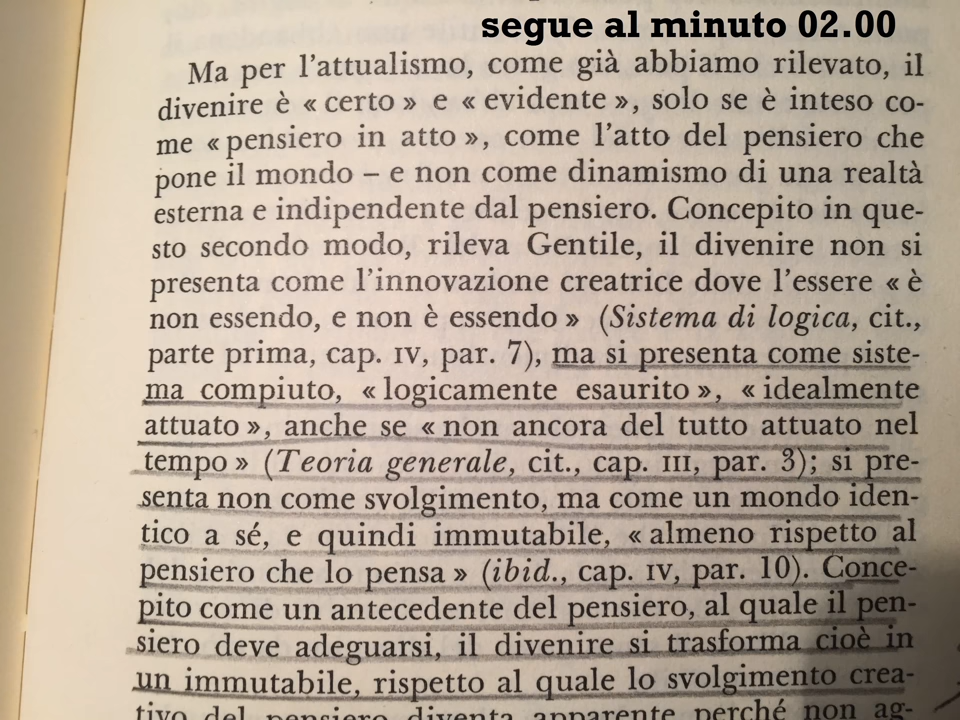 segue al minuto 02.00
Ma per l'attualismo, come già abbiamo rilevato, il
divenire è « certo » e « evidente », solo se è inteso co-
me « pensiero in atto », come l'atto del pensiero che
pone il mondo – e non come dinamismo di una realtà
esterna e indipendente dal pensiero. Concepito in que-
sto secondo modo, rileva Gentile, il divenire non si
presenta come l'innovazione creatrice dove l'essere « è
non essendo, e non è essendo » (Sistema di logica, cit.,
parte prima, cap. IV, par. 7), ma si presenta come siste-
ma compiuto, « logicamente esaurito », « idealmente
attuato », anche se « non ancora del tutto attuato nel
tempo » (Teoria generale, cit., cap. III, par. 3); si pre-
senta non come svolgimento, ma come un mondo iden-
tico a sé, e quindi immutabile, « almeno rispetto al
pensiero che lo pensa » (ibid., cap. IV, par. 10). Conce-
pito come un antecedente del pensiero, al quale il pen-
siero deve adeguarsi, il divenire si trasforma cioè in
un immutabile, rispetto al quale lo svolgimento crea-
tivo del pensiero diventa apparente perché non ag-